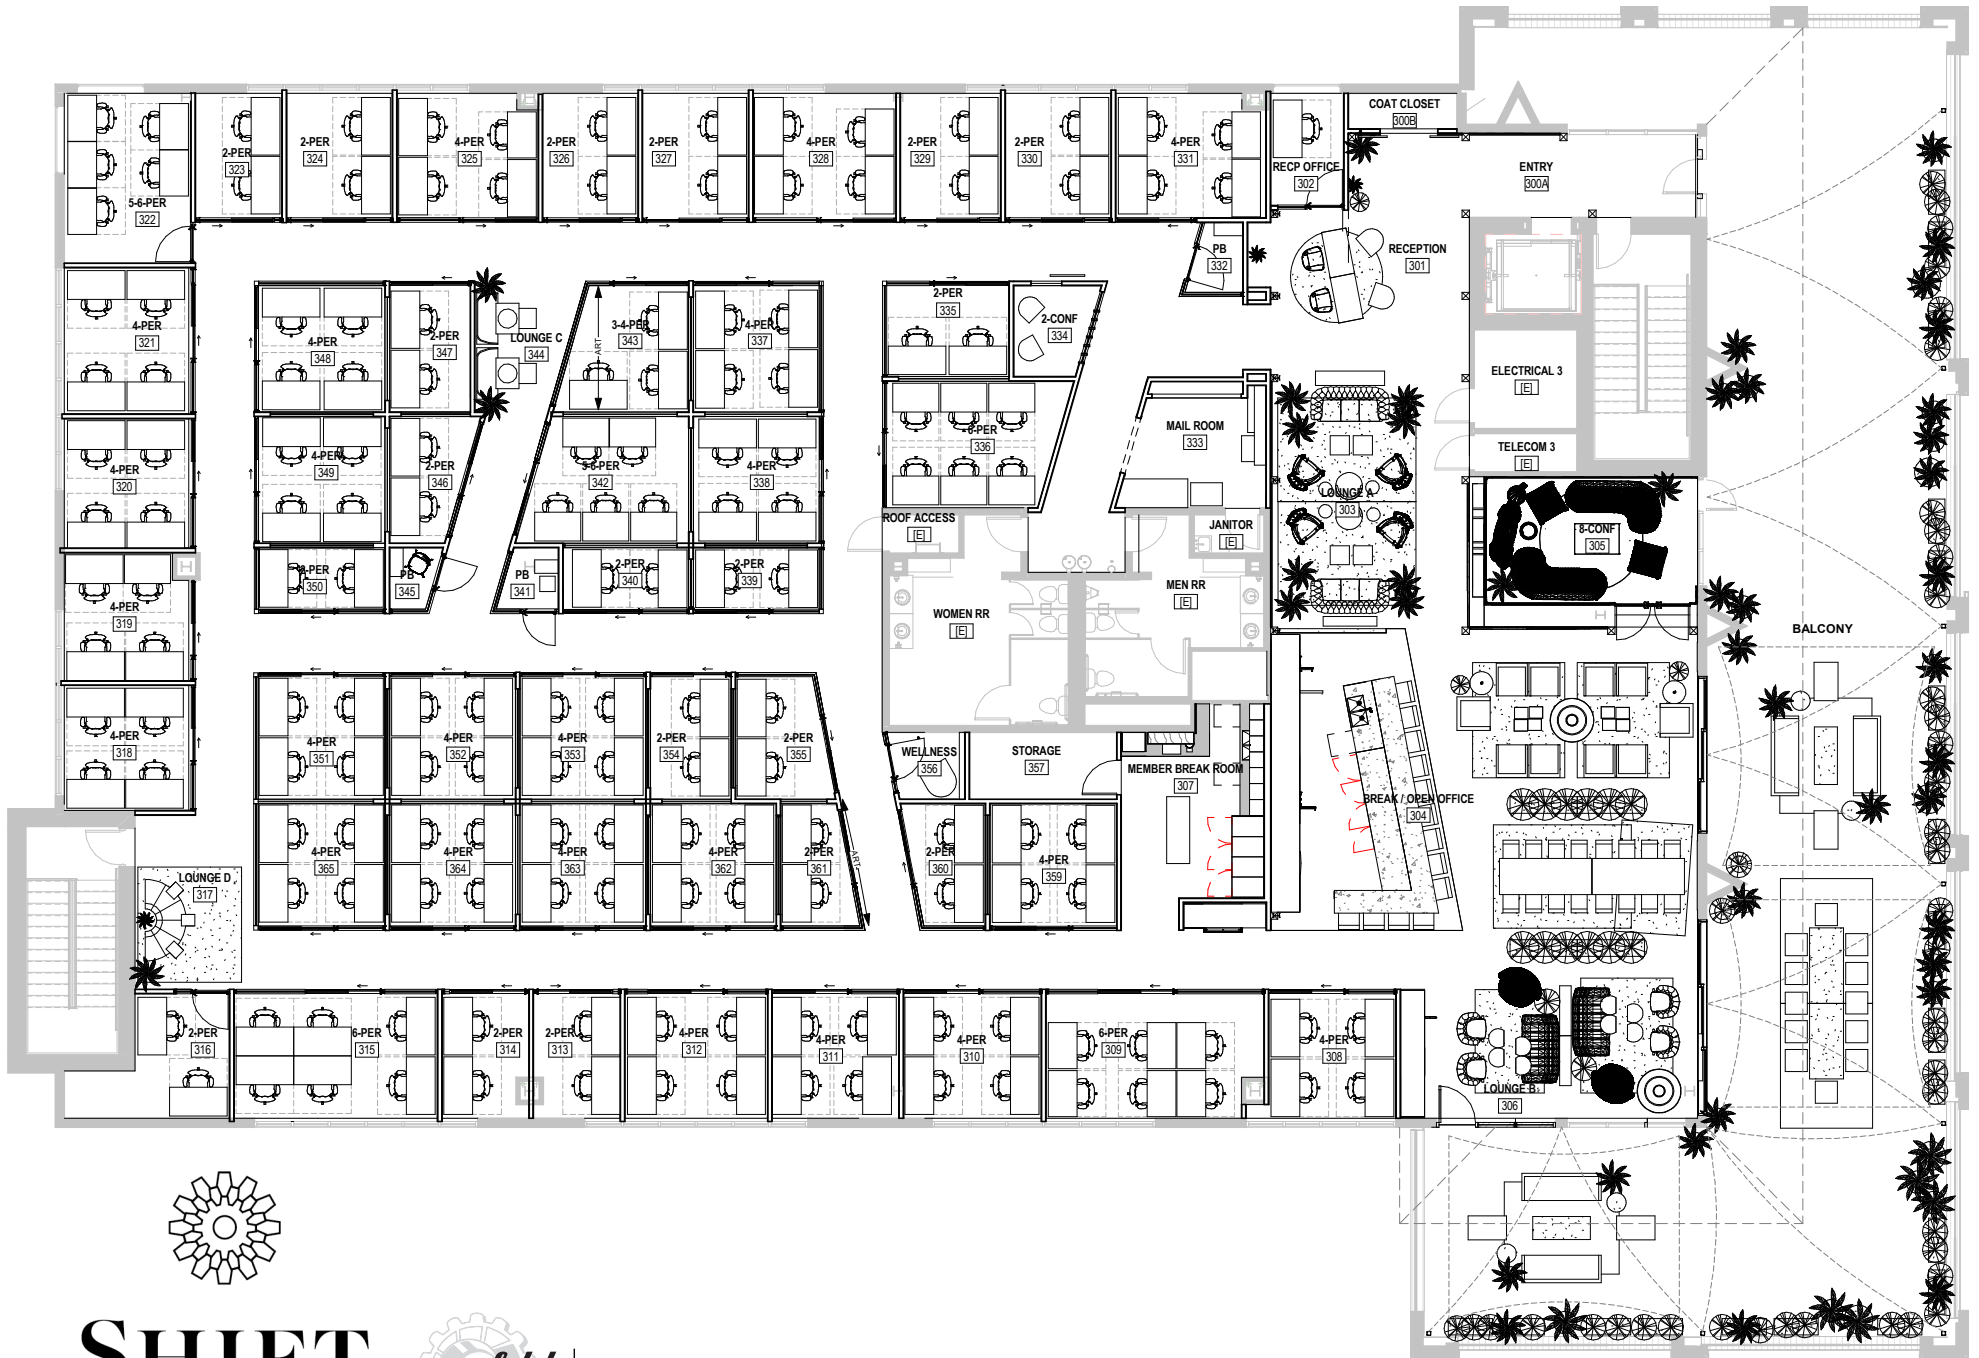 COAT CLOSET
300B
5-6-PER
322
2-PER
323
2-PER
324
4-PER
325
2-PER
326
2-PER
327
4-PER
328
2-PER
329
2-PER
330
4-PER
331
RECP OFFICE
302
ENTRY
300A
PB
332
RECEPTION
301
4-PER
321
4-PER
348
2-PER
347
LOUNGE C
344
ART
3-4-PER
343
4-PER
337
2-PER
335
2-CONF
334
ELECTRICAL 3
[E]
MAIL ROOM
333
TELECOM 3
[E]
4-PER
320
4-PER
349
2-PER
346
5-6-PER
342
4-PER
338
6-PER
336
LOUNGE A
303
ROOF ACCESS
[E]
JANITOR
[E]
8-CONF
305
2-PER
350
PB
345
PB
341
2-PER
340
2-PER
339
4-PER
319
WOMEN RR
[E]
MEN RR
[E]
BALCONY
4-PER
318
4-PER
351
4-PER
352
4-PER
353
2-PER
354
2-PER
355
WELLNESS
356
STORAGE
357
MEMBER BREAK ROOM
307
BREAK / OPEN OFFICE
304
4-PER
365
4-PER
364
4-PER
363
4-PER
362
2-PER
361
ART
2-PER
360
4-PER
359
LOUNGE D
317
2-PER
316
6-PER
315
2-PER
314
2-PER
313
4-PER
312
4-PER
311
4-PER
310
6-PER
309
4-PER
308
LOUNGE B
306
SHIFT